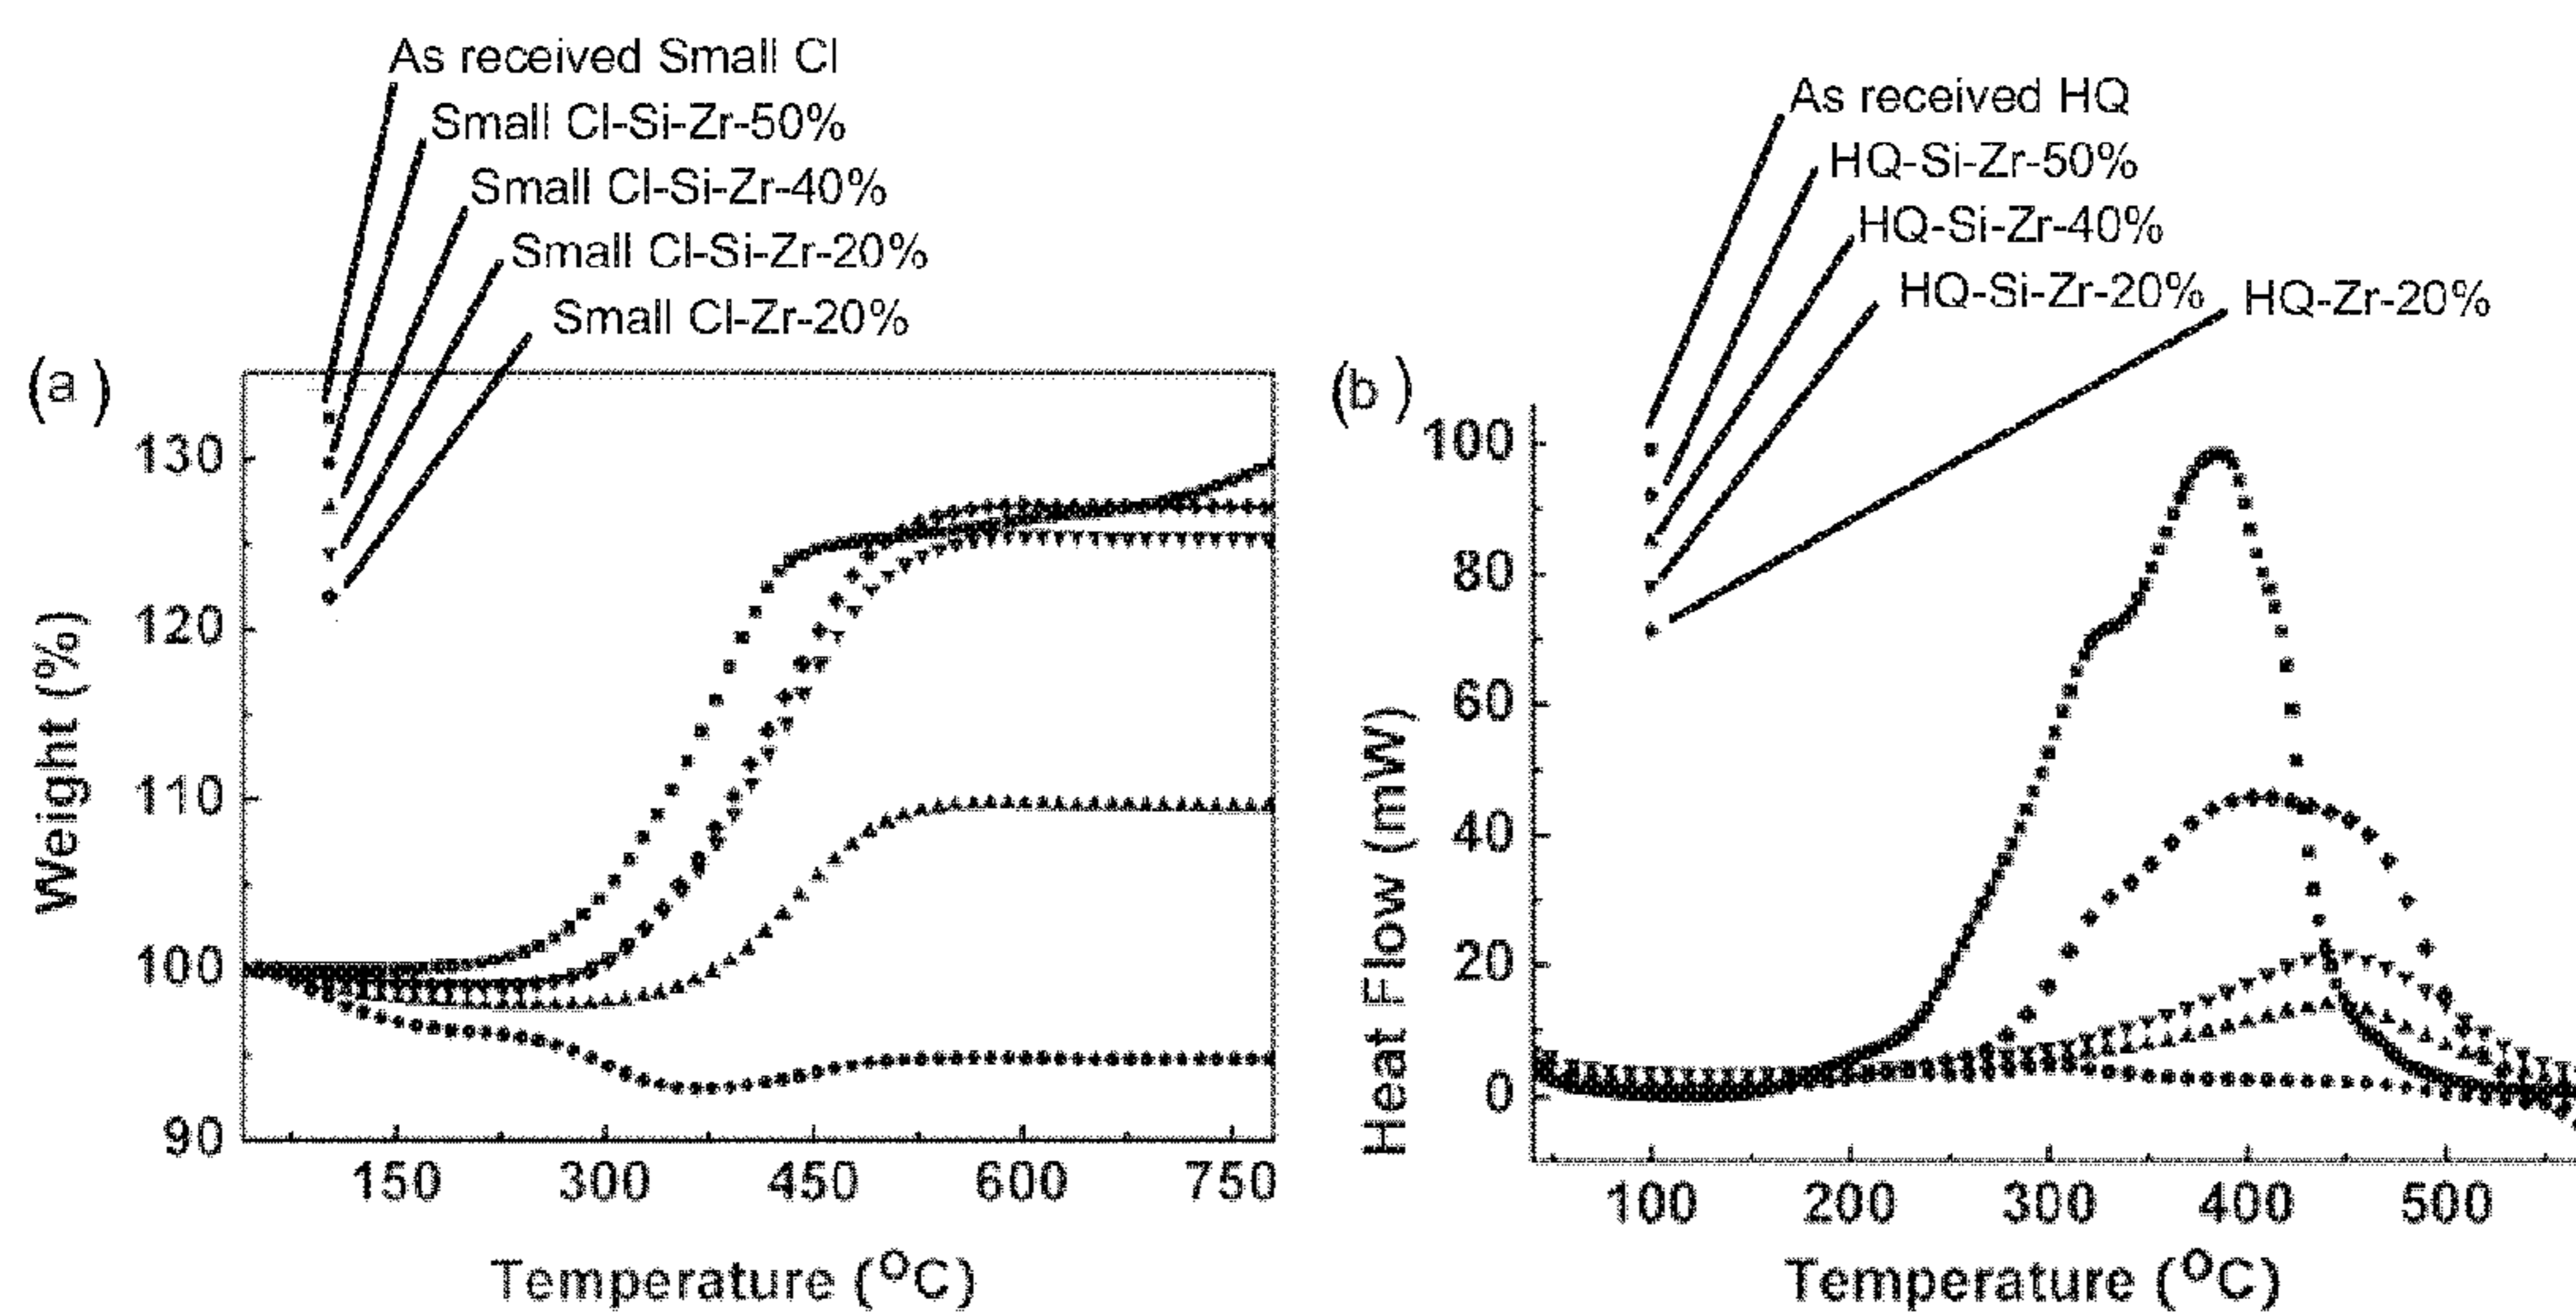 As received Small Cl
Small Cl-Si-Zr-50%
Small Cl-Si-Zr-40%
Small Cl-Si-Zr-20%
Small Cl-Zr-20%
(a)
130
120
110
100
90
Weight (%)
150 300 450 600 750
Temperature (ºC)
As received HQ
HQ-Si-Zr-50%
HQ-Si-Zr-40%
HQ-Si-Zr-20%
HQ-Zr-20%
(b)
100
80
60
40
20
0
Heat Flow (mW)
100 200 300 400 500
Temperature (ºC)